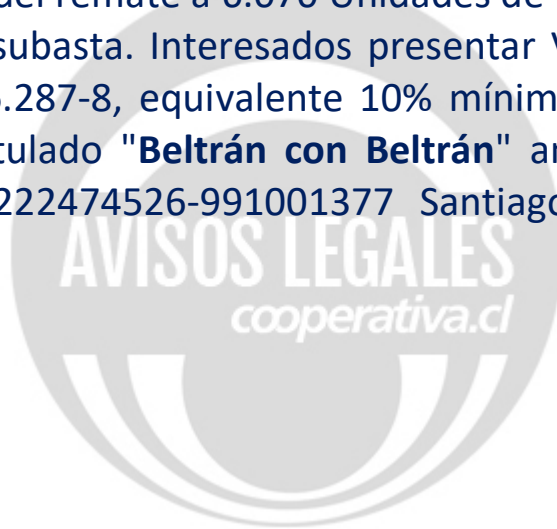 del remate a 6.070 Unidades de
subasta. Interesados presentar V
.287-8, equivalente 10% mínim
tulado "Beltrán con Beltrán" ar
222474526-991001377 Santiago
AVISOS LEGALES
cooperativa.cl